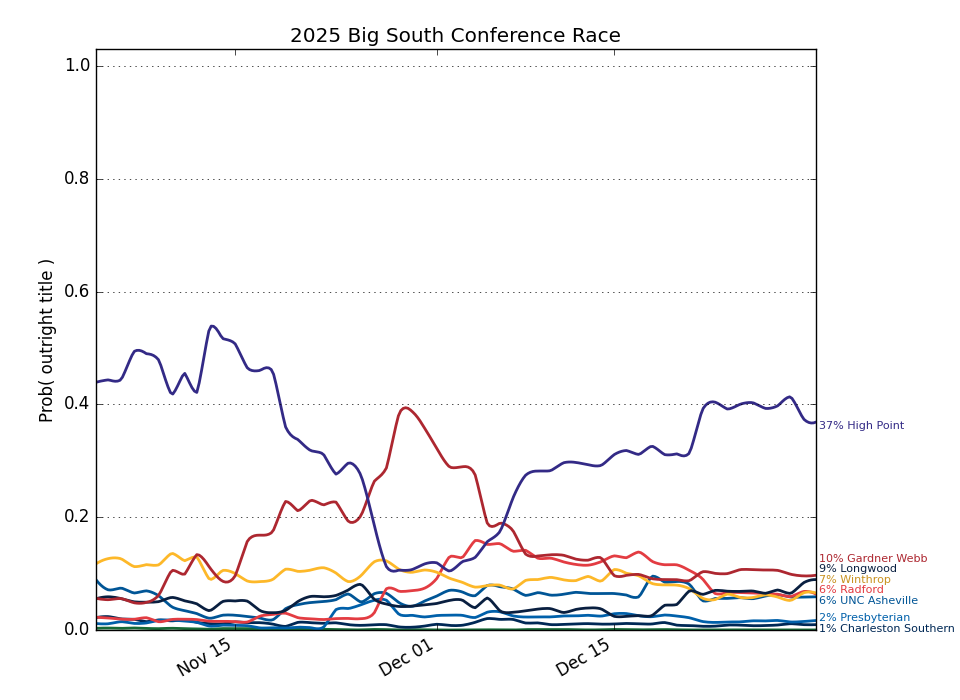 2025 Big South Conference Race
Prob( outright title )
1.0
0.8
0.6
0.4
0.2
0.0
Nov 15
Dec 01
Dec 15
37% High Point
10% Gardner Webb
9% Longwood
7% Winthrop
6% Radford
6% UNC Asheville
2% Presbyterian
1% Charleston Southern